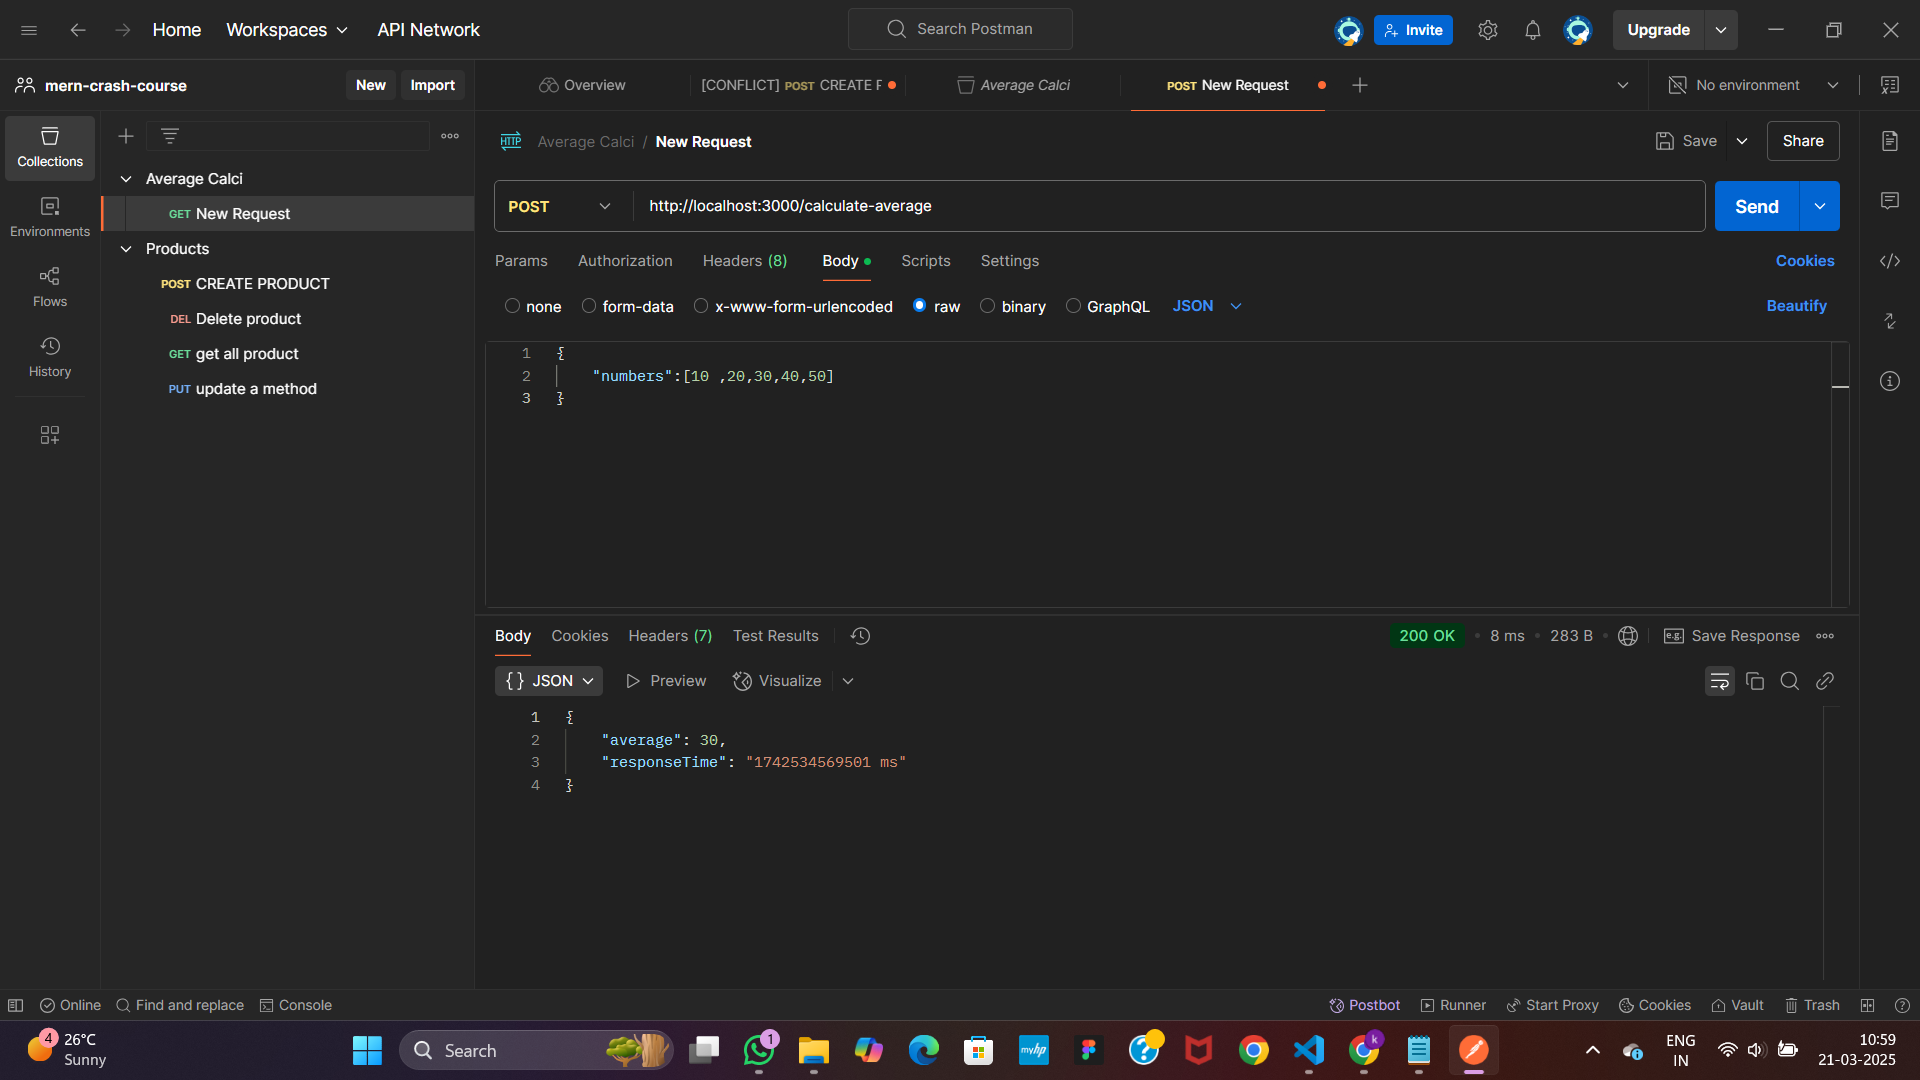 Home Workspaces API Network Search Postman Invite Upgrade
mern-crash-course New Import Overview [CONFLICT] POST CREATE F Average Calci POST New Request No environment
Average Calci / New Request Save Share
Collections
Environments
Flows
History
Average Calci
GET New Request
Products
POST CREATE PRODUCT
DEL Delete product
GET get all product
PUT update a method
HTTP
POST http://localhost:3000/calculate-average Send
Params Authorization Headers (8) Body Scripts Settings Cookies
none form-data x-www-form-urlencoded raw binary GraphQL JSON Beautify
1 {
2 "numbers":[10 ,20,30,40,50]
3 }
Body Cookies Headers (7) Test Results 200 OK 8 ms 283 B e.g. Save Response
{} JSON Preview Visualize
1 {
2 "average": 30,
3 "responseTime": "1742534569501 ms"
4 }
Online Find and replace Console Postbot Runner Start Proxy Cookies Vault Trash
4 26°C
Sunny
Search
1
myhp
k
ENG
IN
10:59
21-03-2025